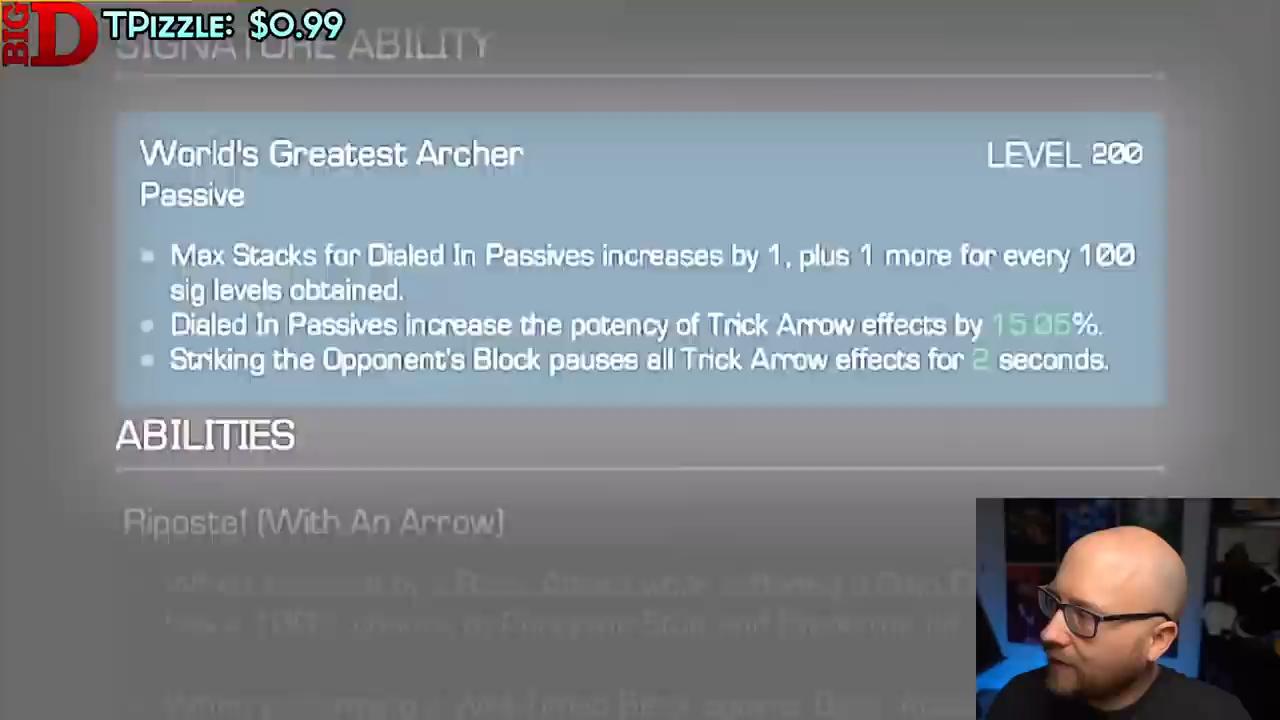 BIG D TPizzle: $0.99
SIGNATURE ABILITY
World's Greatest Archer LEVEL 200
Passive
Max Stacks for Dialed In Passives increases by 1, plus 1 more for every 100
sig levels obtained.
Dialed In Passives increase the potency of Trick Arrow effects by 15.05%.
Striking the Opponent's Block pauses all Trick Arrow effects for 2 seconds.
ABILITIES
Riposte! (With An Arrow)